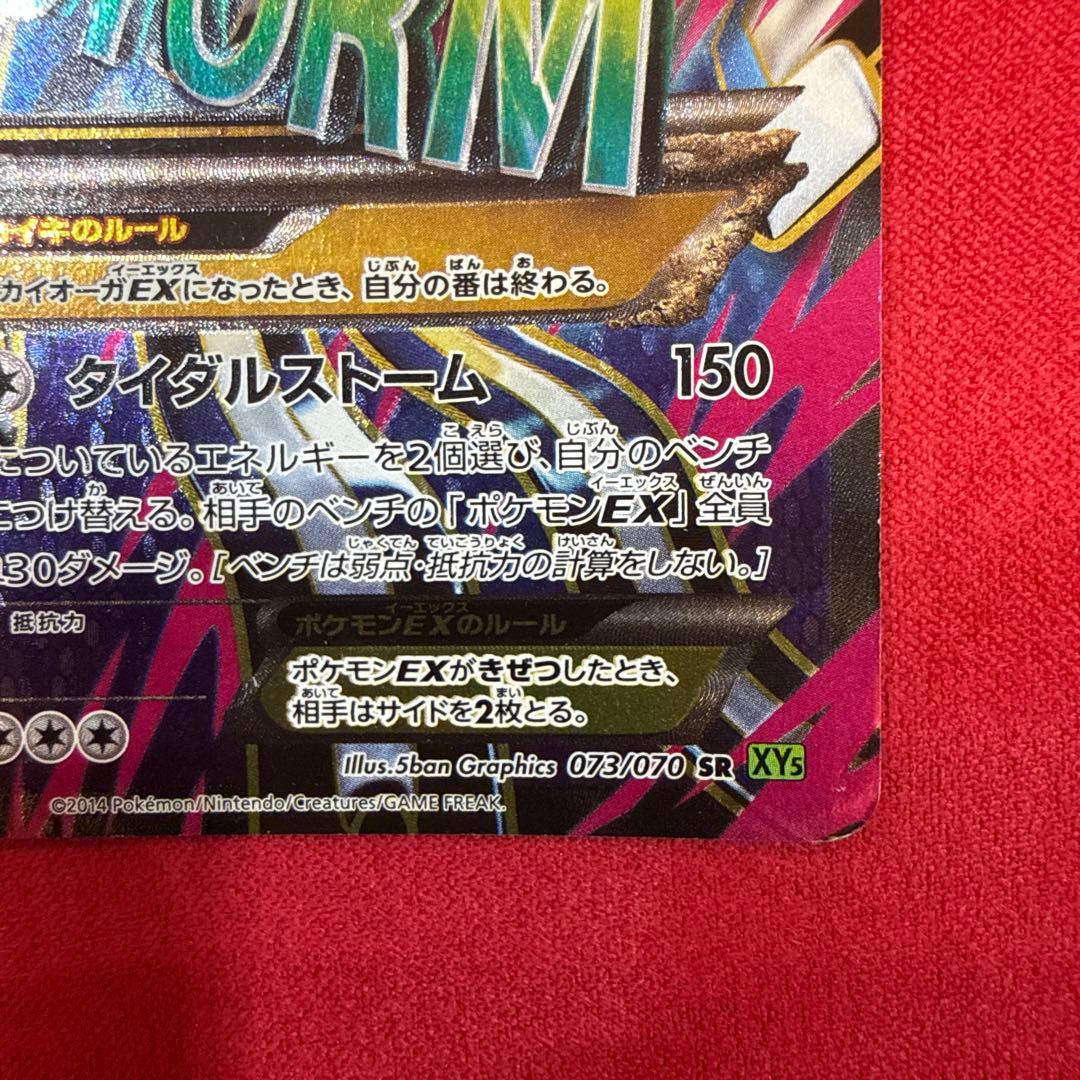 STORM
カイキのルール
カイオーガEXになったとき、自分の番は終わる。
タイダルストーム 150
についているエネルギーを2個選び、自分のベンチ
につけ替える。相手のベンチの「ポケモンEX」全員
30ダメージ。[ベンチは弱点・抵抗力の計算をしない。]
抵抗力
ポケモンEXのルール
ポケモンEXがきぜつしたとき、
相手はサイドを2枚とる。
Illus.5ban Graphics 073/070 SR XY5
©2014 Pokémon/Nintendo/Creatures/GAME FREAK.